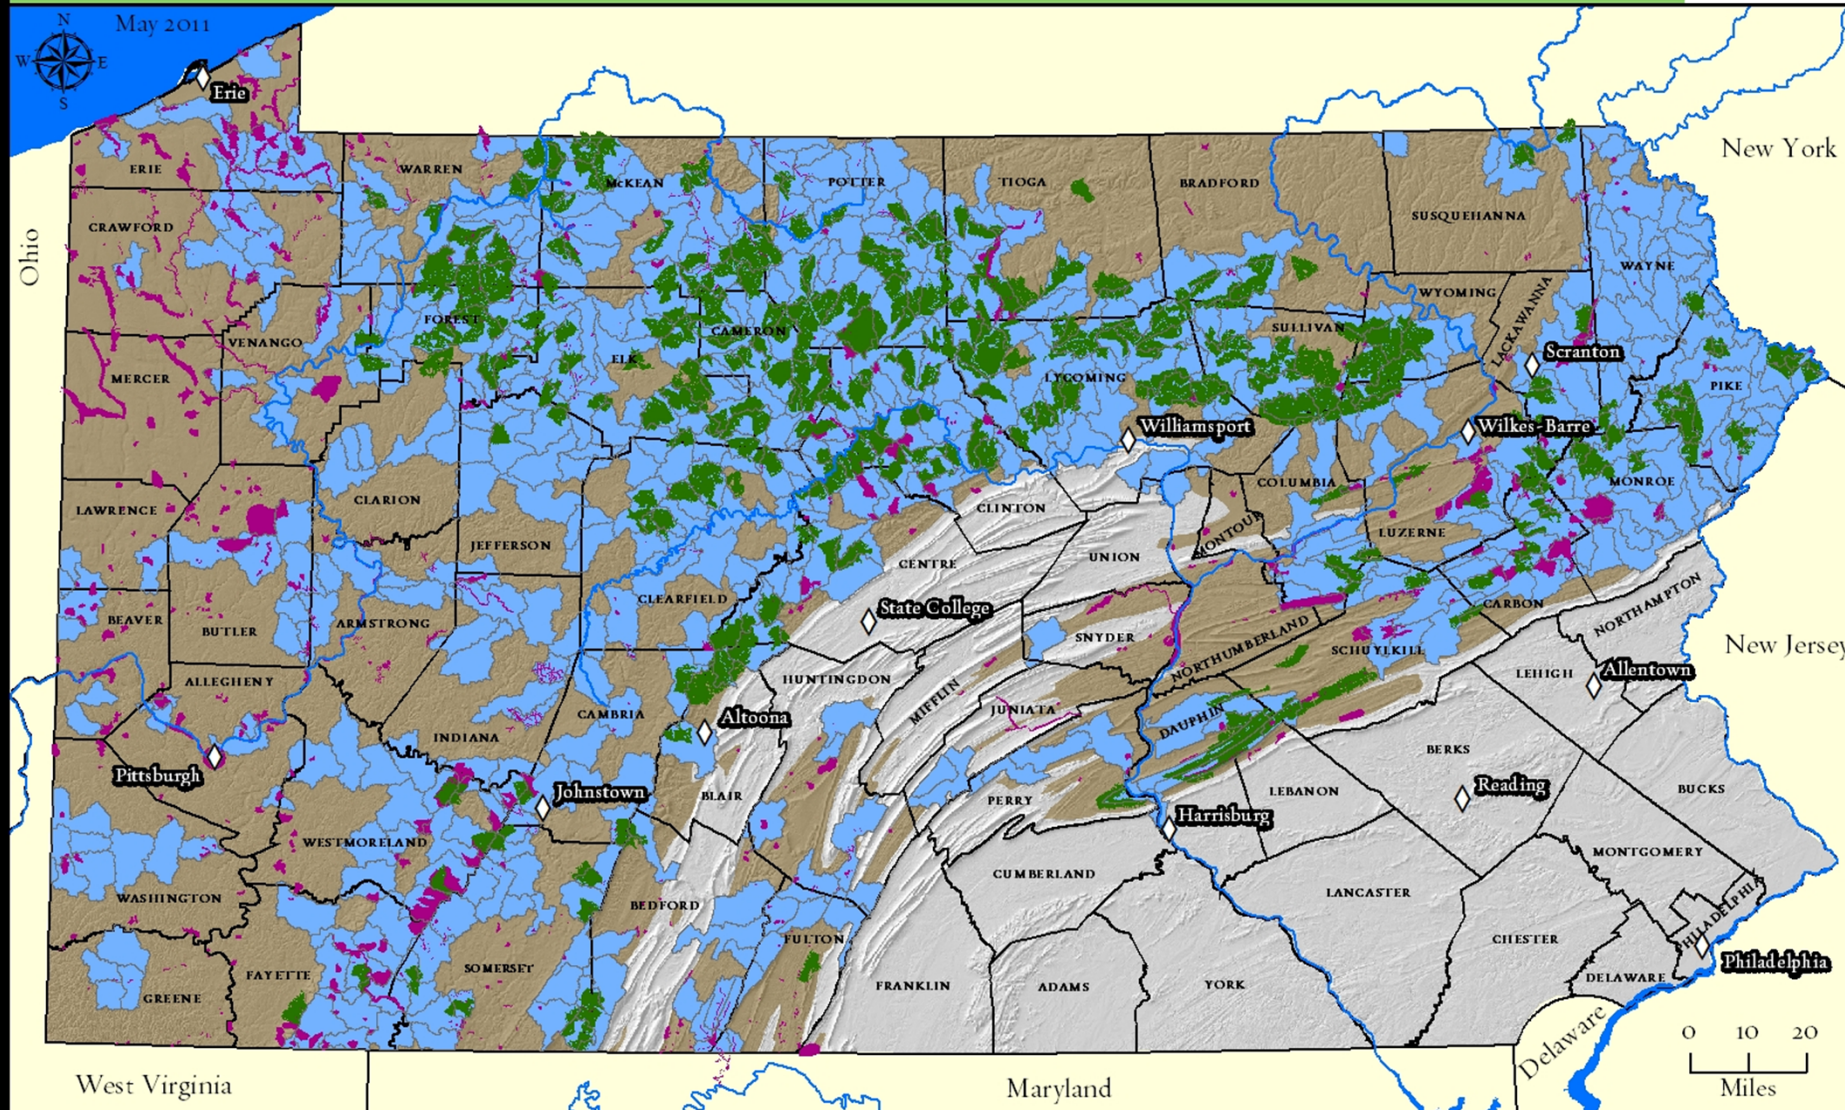 May 2011
N
W E
S
Erie
New York
ERIE
WARREN
McKEAN
POTTER
TIOGA
BRADFORD
SUSQUEHANNA
CRAWFORD
Ohio
WAYNE
WYOMING
LACKAWANNA
FOREST
CAMERON
SULLIVAN
VENANGO
ELK
Scranton
MERCER
LYCOMING
PIKE
Williamsport
Wilkes-Barre
CLARION
COLUMBIA
MONROE
LAWRENCE
CLINTON
MONTOUR
LUZERNE
JEFFERSON
UNION
CENTRE
CLEARFIELD
CARBON
NORTHAMPTON
State College
BEAVER
BUTLER
ARMSTRONG
SNYDER
NORTHUMBERLAND
SCHUYLKILL
New Jersey
ALLEGHENY
HUNTINGDON
LEHIGH
Allentown
MIFFLIN
JUNIATA
CAMBRIA
Altoona
DAUPHIN
INDIANA
BERKS
Pittsburgh
Johnstown
BLAIR
PERRY
LEBANON
Reading
BUCKS
Harrisburg
WESTMORELAND
MONTGOMERY
CUMBERLAND
LANCASTER
WASHINGTON
BEDFORD
PHILADELPHIA
FULTON
CHESTER
Philadelphia
FAYETTE
SOMERSET
DELAWARE
GREENE
FRANKLIN
ADAMS
YORK
Delaware
0 10 20
Miles
West Virginia
Maryland